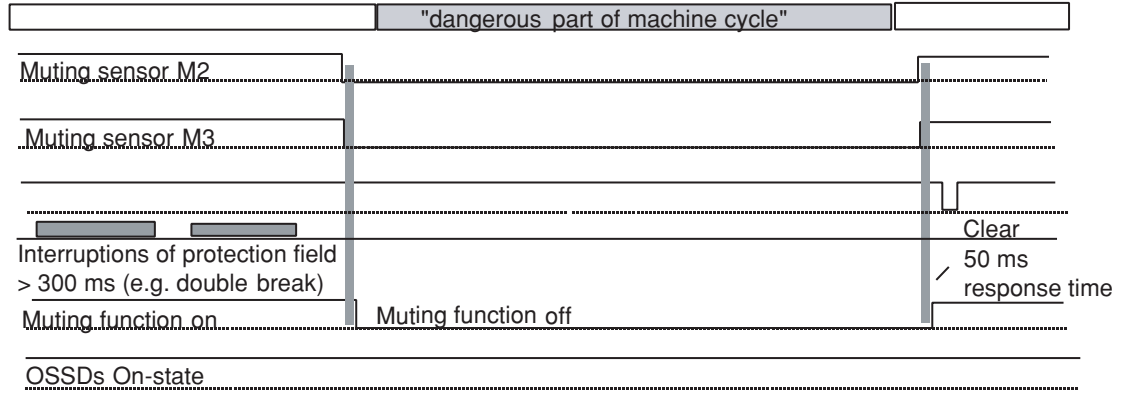 "dangerous part of machine cycle"
Muting sensor M2
Muting sensor M3
Clear
Interruptions of protection field
> 300 ms (e.g. double break)
50 ms
response time
Muting function on
Muting function off
OSSDs On-state